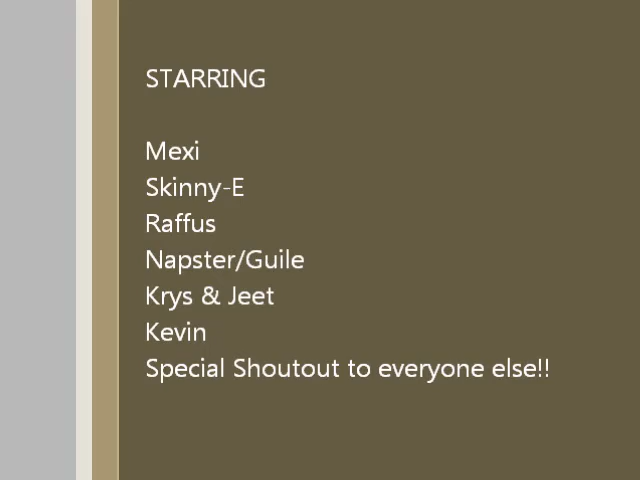 STARRING
Mexi
Skinny-E
Raffus
Napster/Guile
Krys & Jeet
Kevin
Special Shoutout to everyone else!!